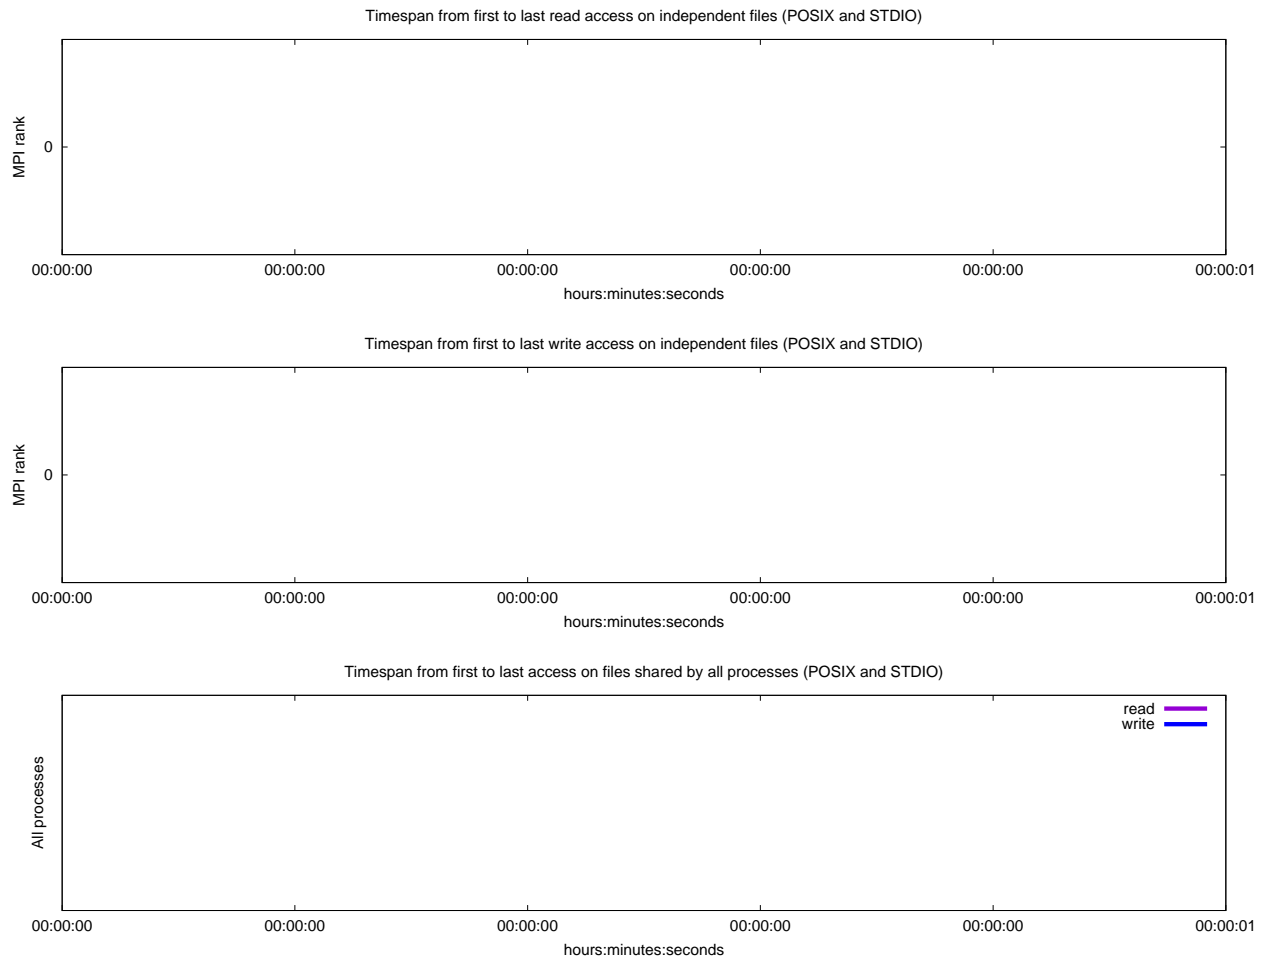 Timespan from first to last read access on independent files (POSIX and STDIO)
MPI rank
0
00:00:00 00:00:00 00:00:00 00:00:00 00:00:00 00:00:01
hours:minutes:seconds
Timespan from first to last write access on independent files (POSIX and STDIO)
MPI rank
0
00:00:00 00:00:00 00:00:00 00:00:00 00:00:00 00:00:01
hours:minutes:seconds
Timespan from first to last access on files shared by all processes (POSIX and STDIO)
read
write
All processes
00:00:00 00:00:00 00:00:00 00:00:00 00:00:00 00:00:01
hours:minutes:seconds